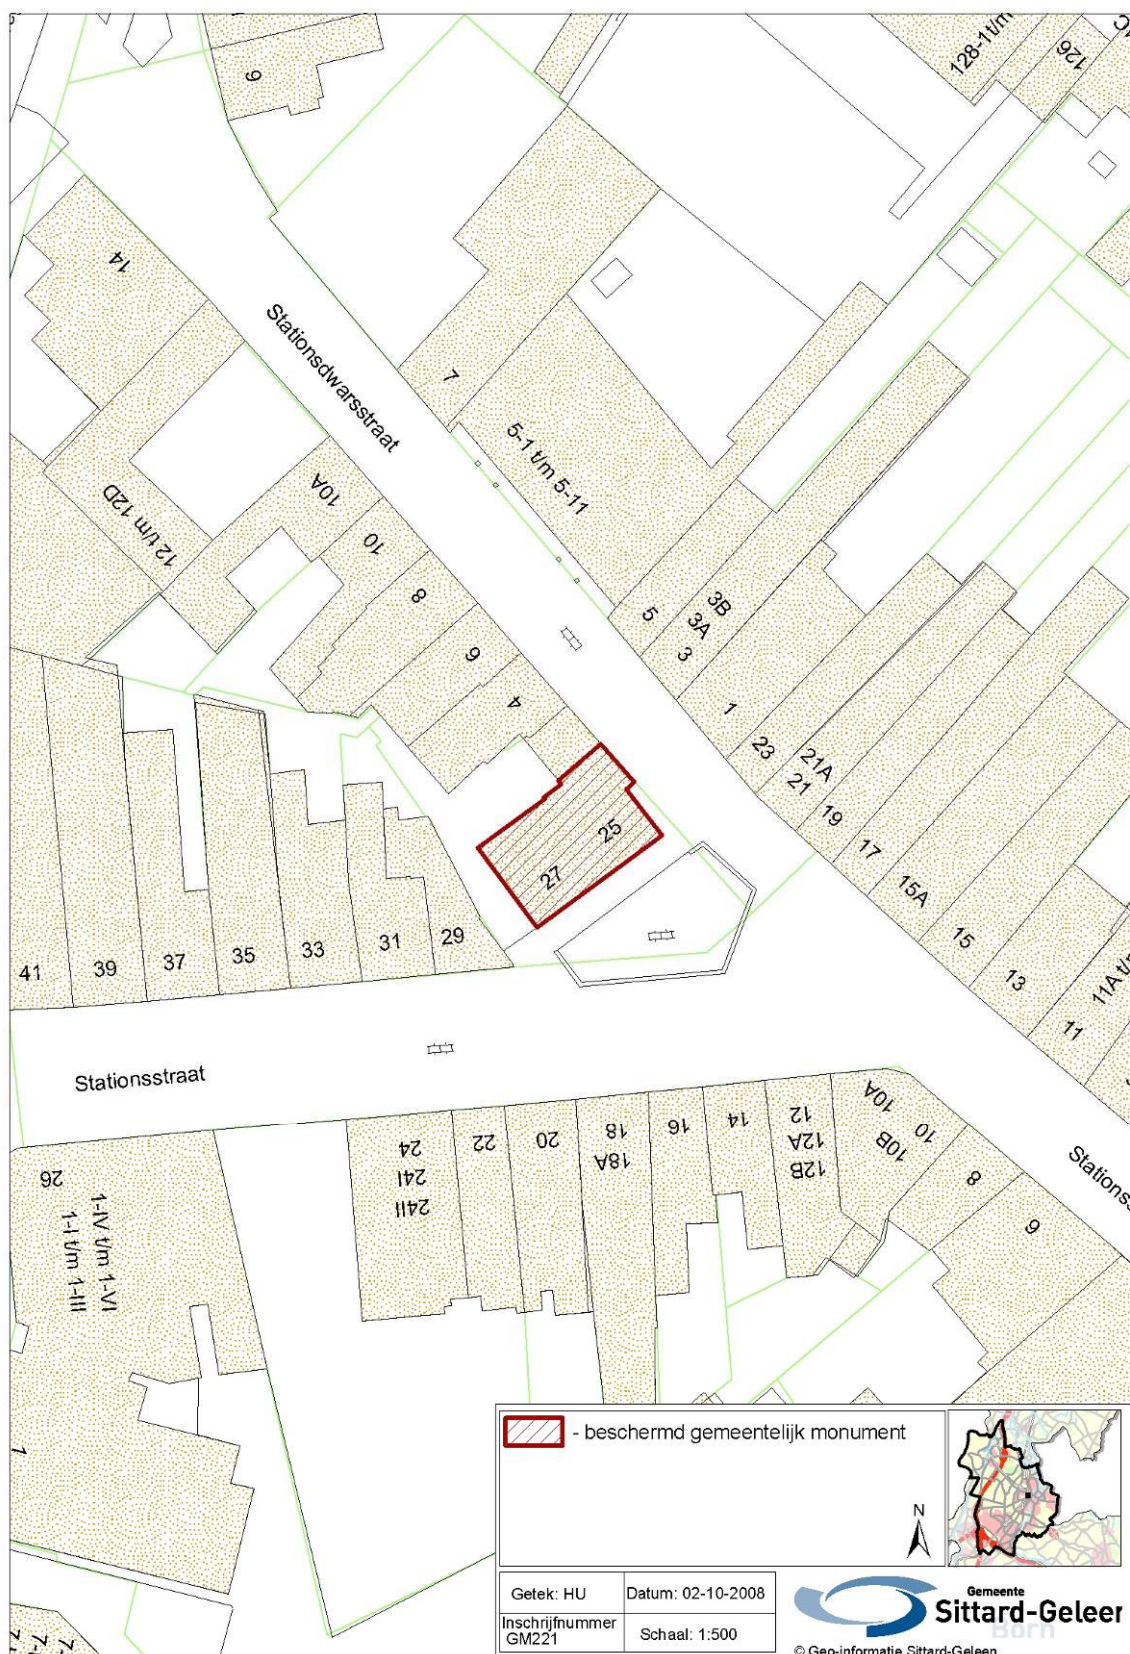 9
128-1t/m
126
14
Stationsdwarsstraat
7
5-1 t/m 5-11
12 t/m 12D
10A
10
8
6
4
5
3B
3A
3
1
23
21A
21
19
17
15A
15
13
11A t/m
11
25
27
41
39
37
35
33
31
29
Stationsstraat
Stations
24
24I
24II
22
20
18
18A
16
14
12
12A
12B
10A
10
10B
8
6
26
1-IV t/m 1-VI
1-I t/m 1-III
1
- beschermd gemeentelijk monument
N
Getek: HU
Datum: 02-10-2008
Inschrijfnummer
GM221
Schaal: 1:500
Gemeente
Sittard-Geleen
Born
© Geo-informatie Sittard-Geleen